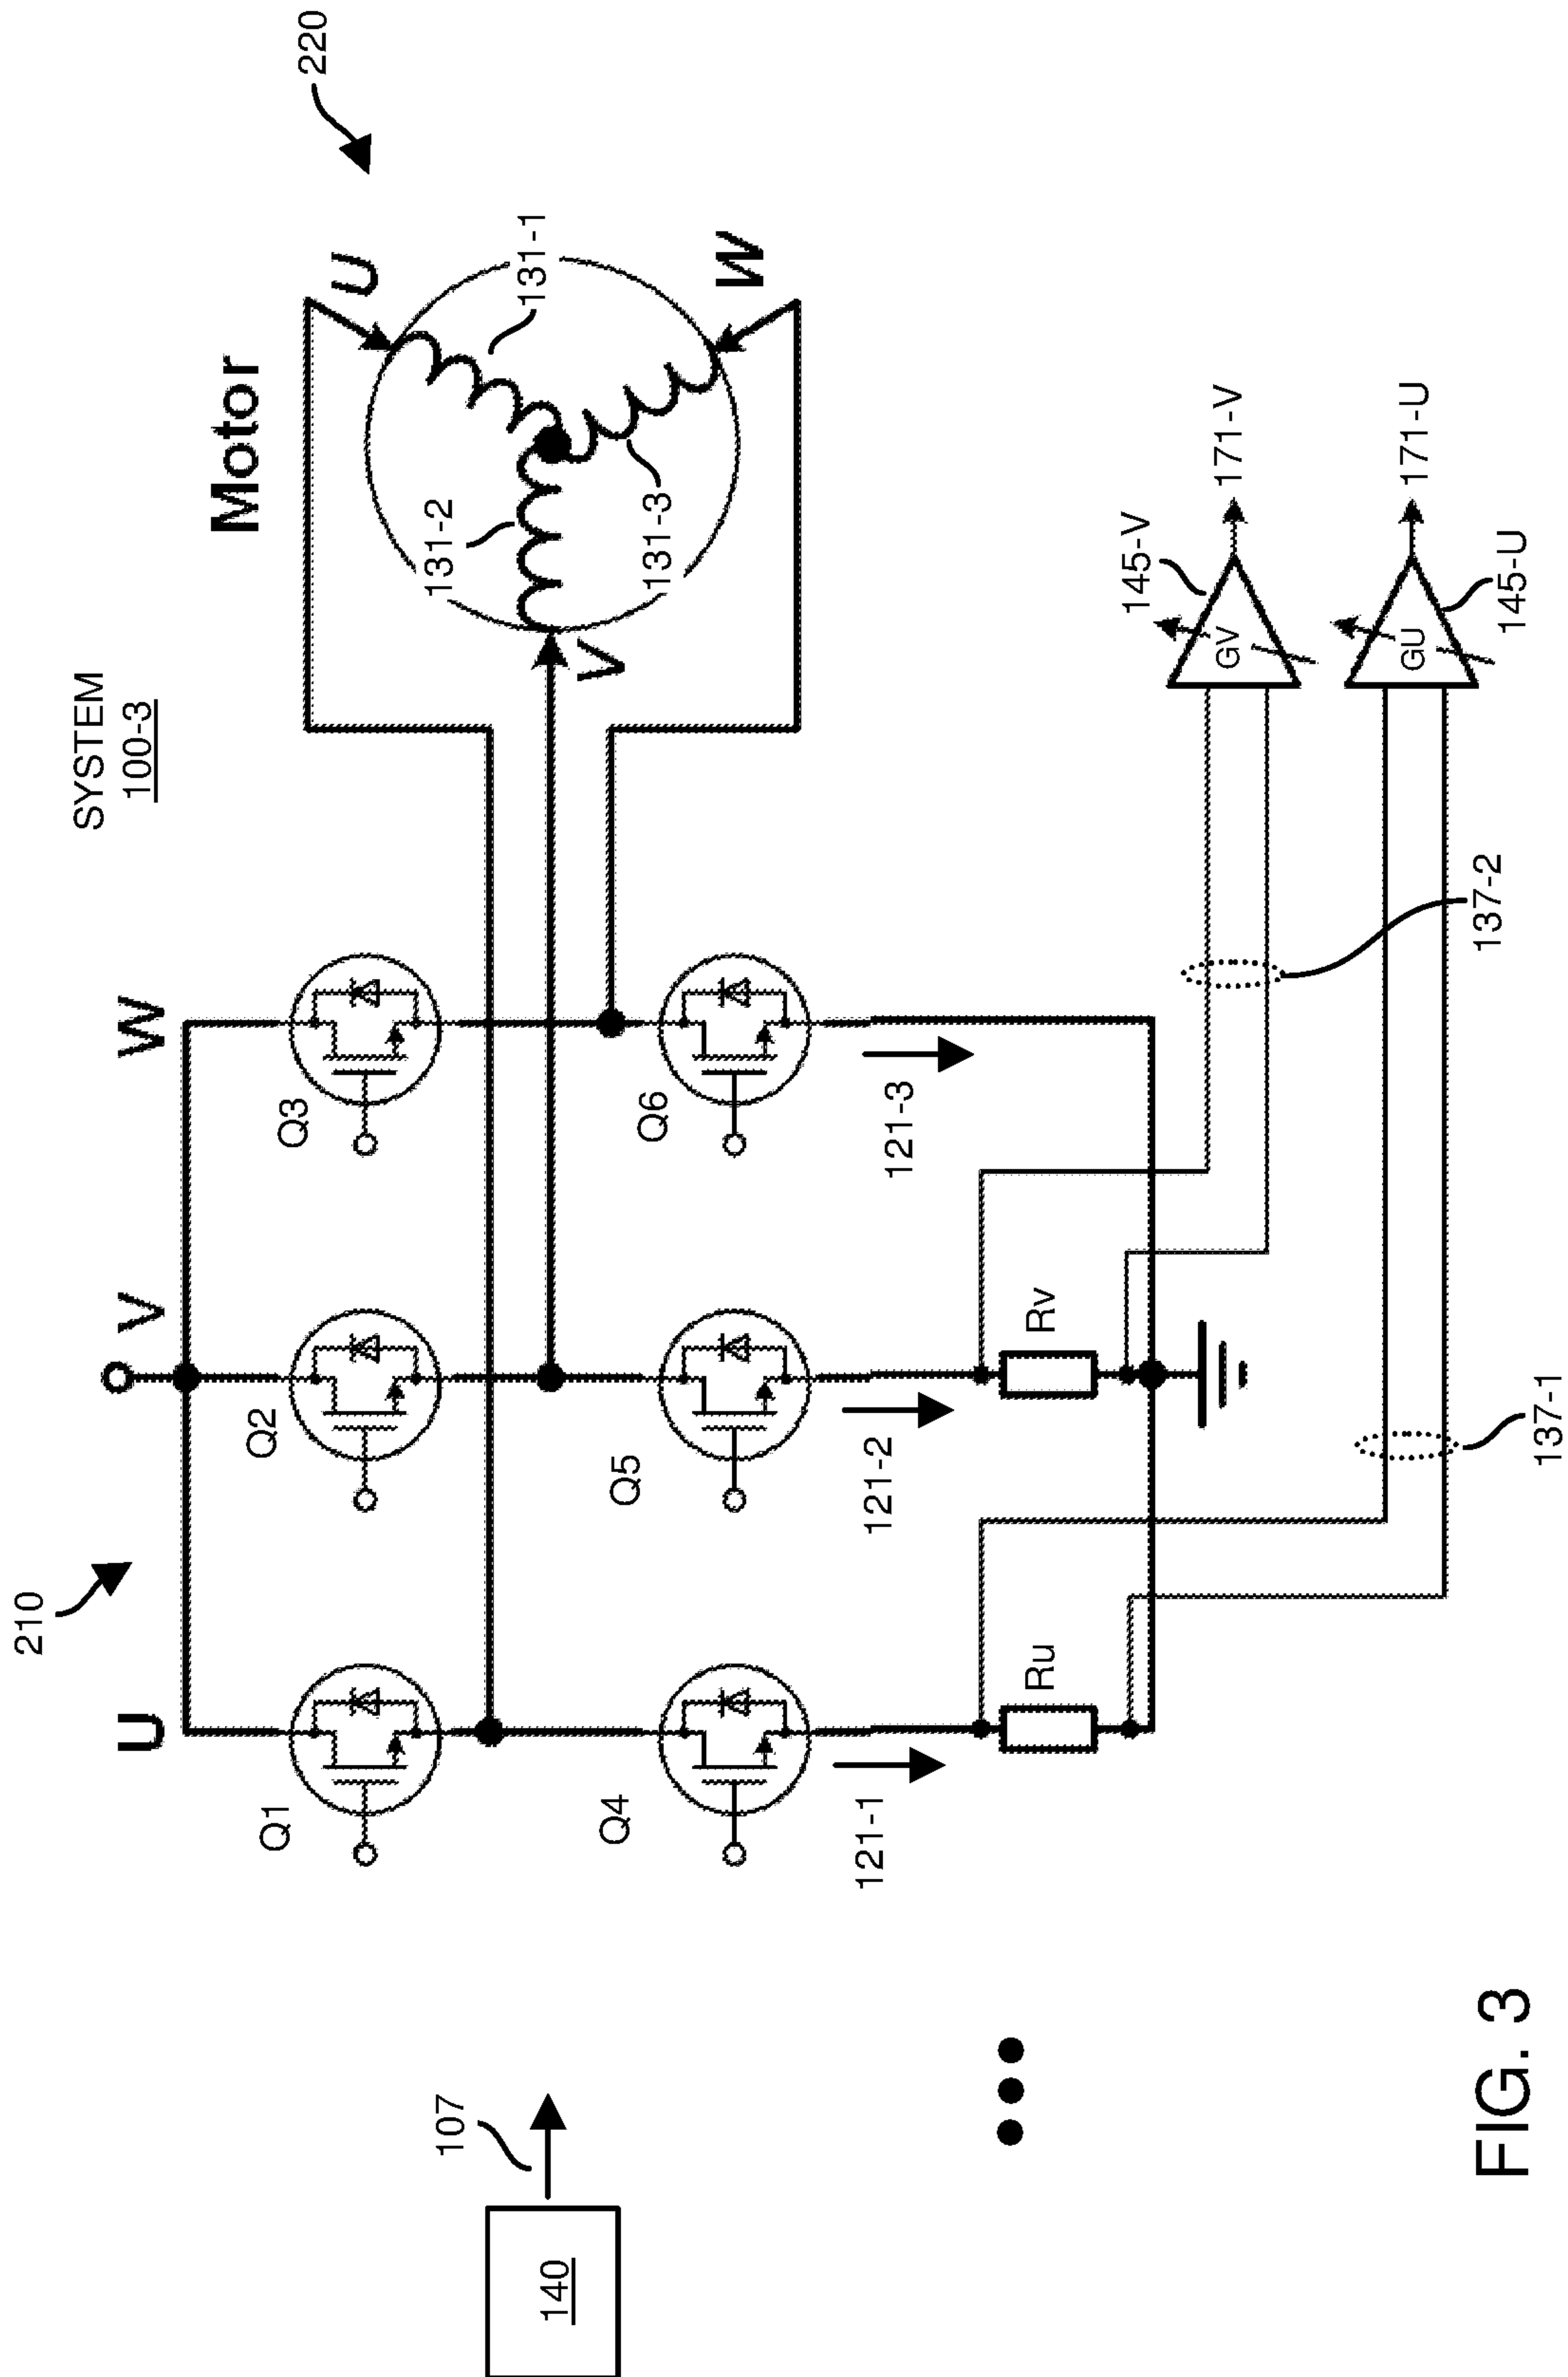 SYSTEM
100-3
210
220
U
V
W
Motor
U
V
W
131-1
131-2
131-3
Q1
Q2
Q3
Q4
Q5
Q6
140
107
121-1
121-2
121-3
Ru
Rv
145-V
GV
171-V
145-U
GU
171-U
137-1
137-2
FIG. 3